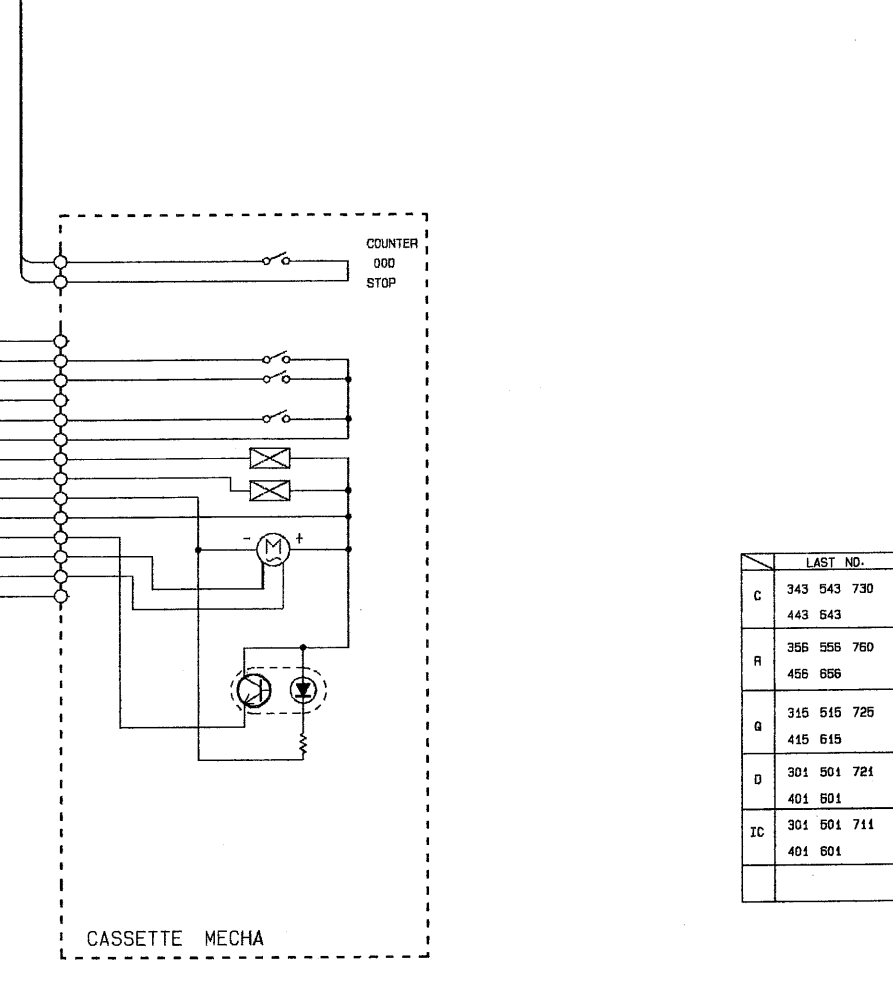 COUNTER
000
STOP
- M +
CASSETTE MECHA
LAST NO.
C 343 543 730
443 643
R 356 556 760
456 656
Q 315 515 725
415 615
D 301 501 721
401 601
IC 301 501 711
401 601